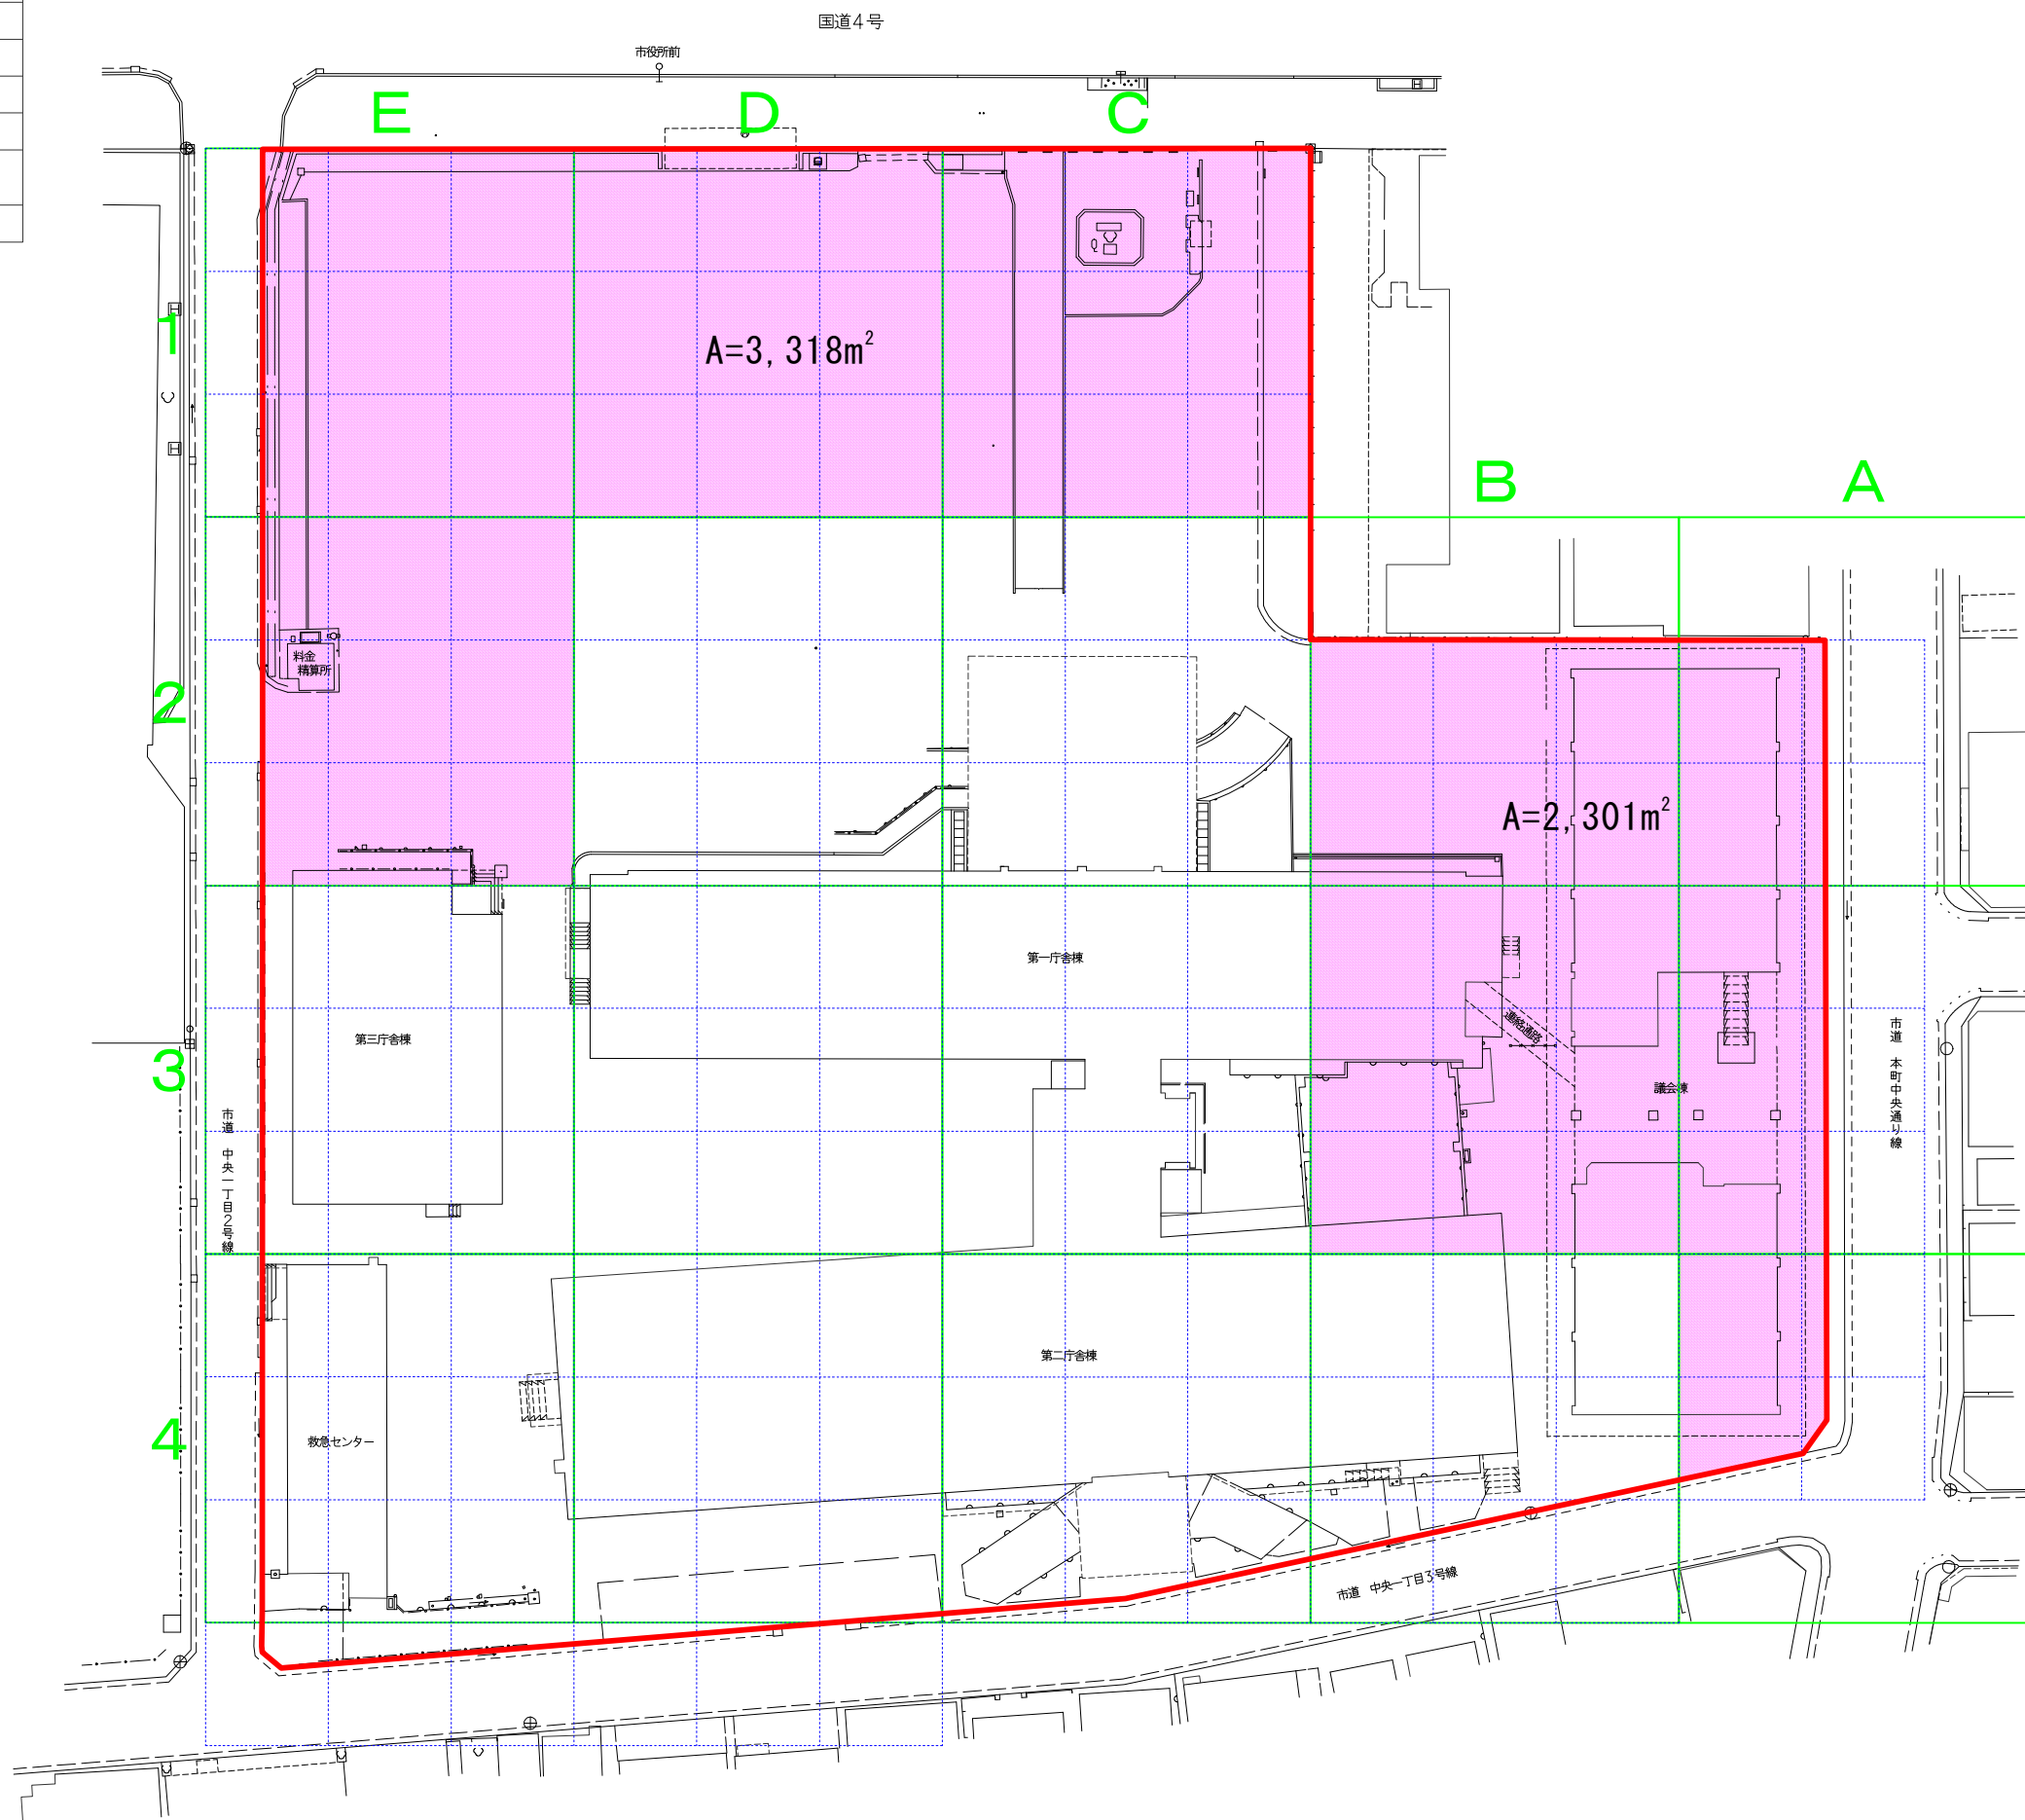 国道4号
市役所前
E
D
C
1
A=3,318m²
B
A
料金
精算所
2
A=2,301m²
第一庁舎棟
連絡通路
第三庁舎棟
3
議会棟
市道 本町中央通り線
市道 中央一丁目2号線
第二庁舎棟
4
救急センター
市道 中央一丁目3号線